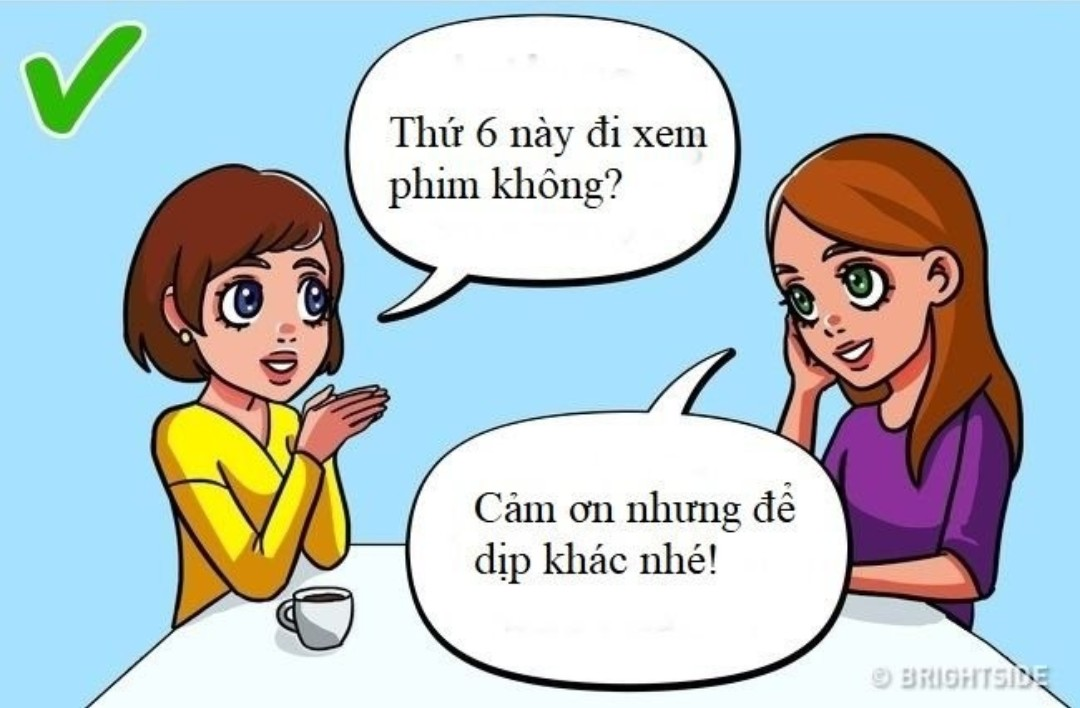 Thứ 6 này đi xem
phim không?
Cảm ơn nhưng để
dịp khác nhé!
© BRIGHTSIDE